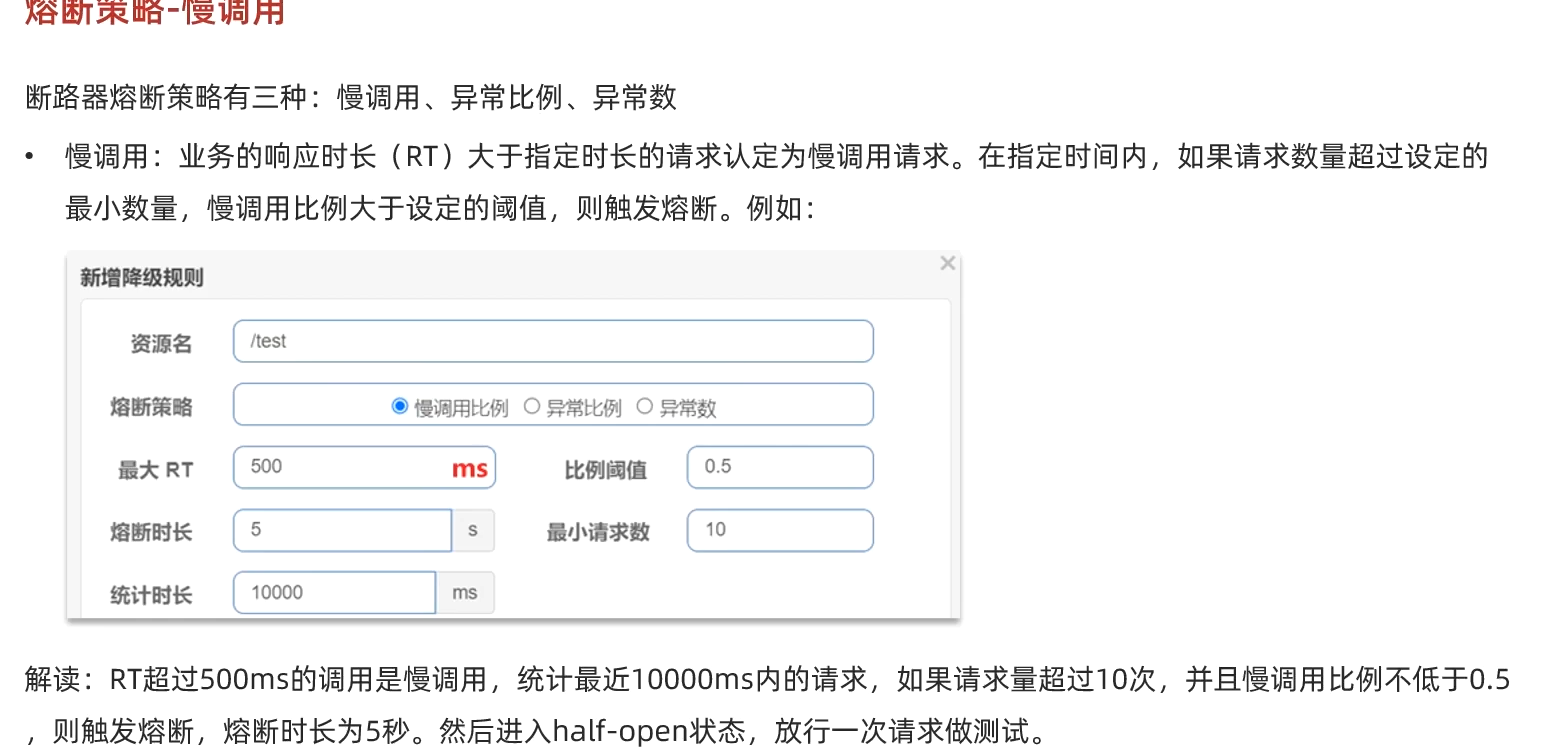 熔断策略-慢调用
断路器熔断策略有三种：慢调用、异常比例、异常数
• 慢调用：业务的响应时长（RT）大于指定时长的请求认定为慢调用请求。在指定时间内，如果请求数量超过设定的
最小数量，慢调用比例大于设定的阈值，则触发熔断。例如：
新增降级规则 ×
资源名 /test
熔断策略 慢调用比例 异常比例 异常数
最大 RT 500 ms 比例阈值 0.5
熔断时长 5 s 最小请求数 10
统计时长 10000 ms
解读：RT超过500ms的调用是慢调用，统计最近10000ms内的请求，如果请求量超过10次，并且慢调用比例不低于0.5
，则触发熔断，熔断时长为5秒。然后进入half-open状态，放行一次请求做测试。